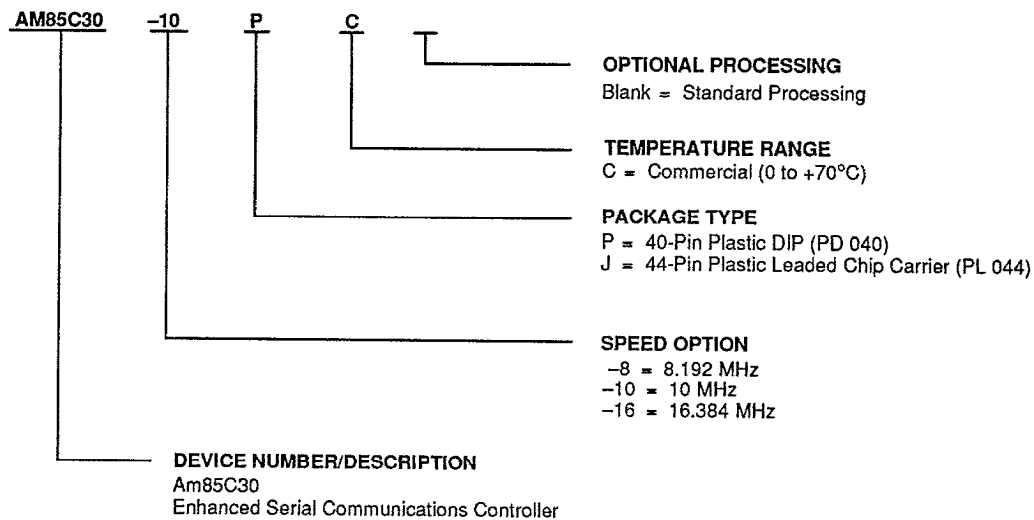 AM85C30 –10 P C
OPTIONAL PROCESSING
Blank = Standard Processing
TEMPERATURE RANGE
C = Commercial (0 to +70°C)
PACKAGE TYPE
P = 40-Pin Plastic DIP (PD 040)
J = 44-Pin Plastic Leaded Chip Carrier (PL 044)
SPEED OPTION
–8 = 8.192 MHz
–10 = 10 MHz
–16 = 16.384 MHz
DEVICE NUMBER/DESCRIPTION
Am85C30
Enhanced Serial Communications Controller